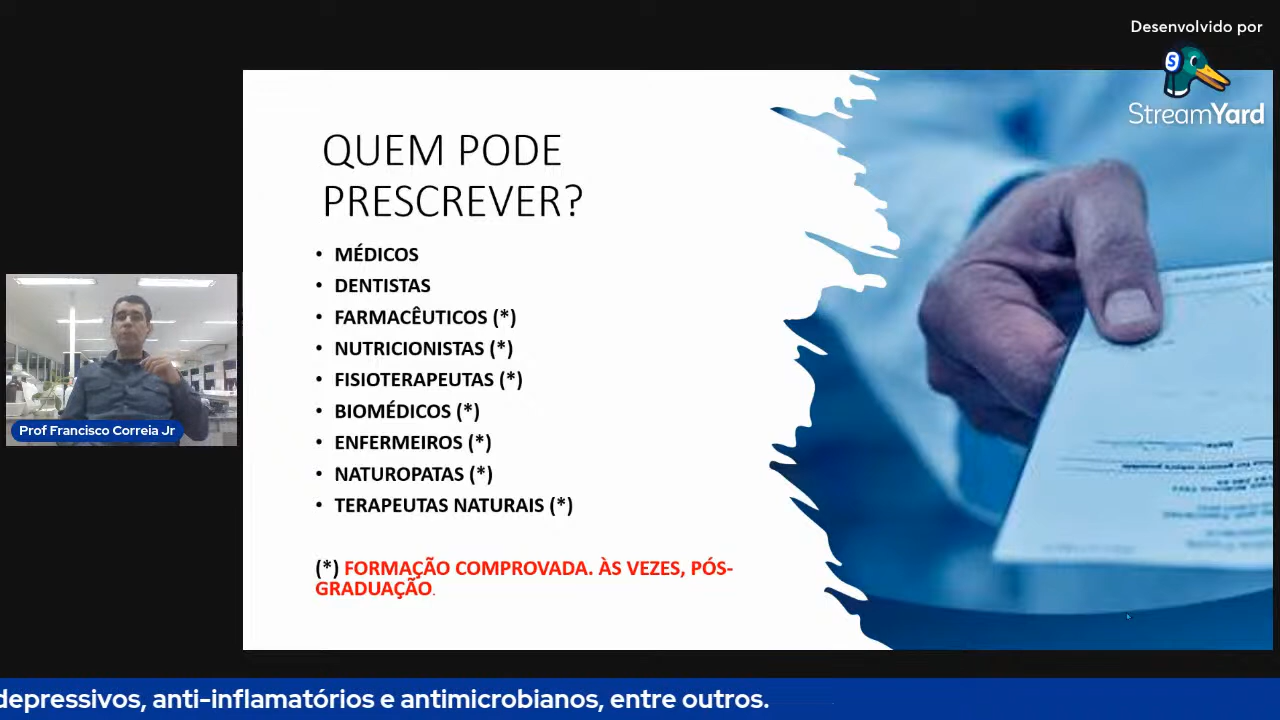 Desenvolvido por
StreamYard
QUEM PODE
PRESCREVER?
• MÉDICOS
• DENTISTAS
• FARMACÊUTICOS (*)
• NUTRICIONISTAS (*)
• FISIOTERAPEUTAS (*)
• BIOMÉDICOS (*)
• ENFERMEIROS (*)
• NATUROPATAS (*)
• TERAPEUTAS NATURAIS (*)
(*) FORMAÇÃO COMPROVADA. ÀS VEZES, PÓS-
GRADUAÇÃO.
Prof Francisco Correia Jr
depressivos, anti-inflamatórios e antimicrobianos, entre outros.